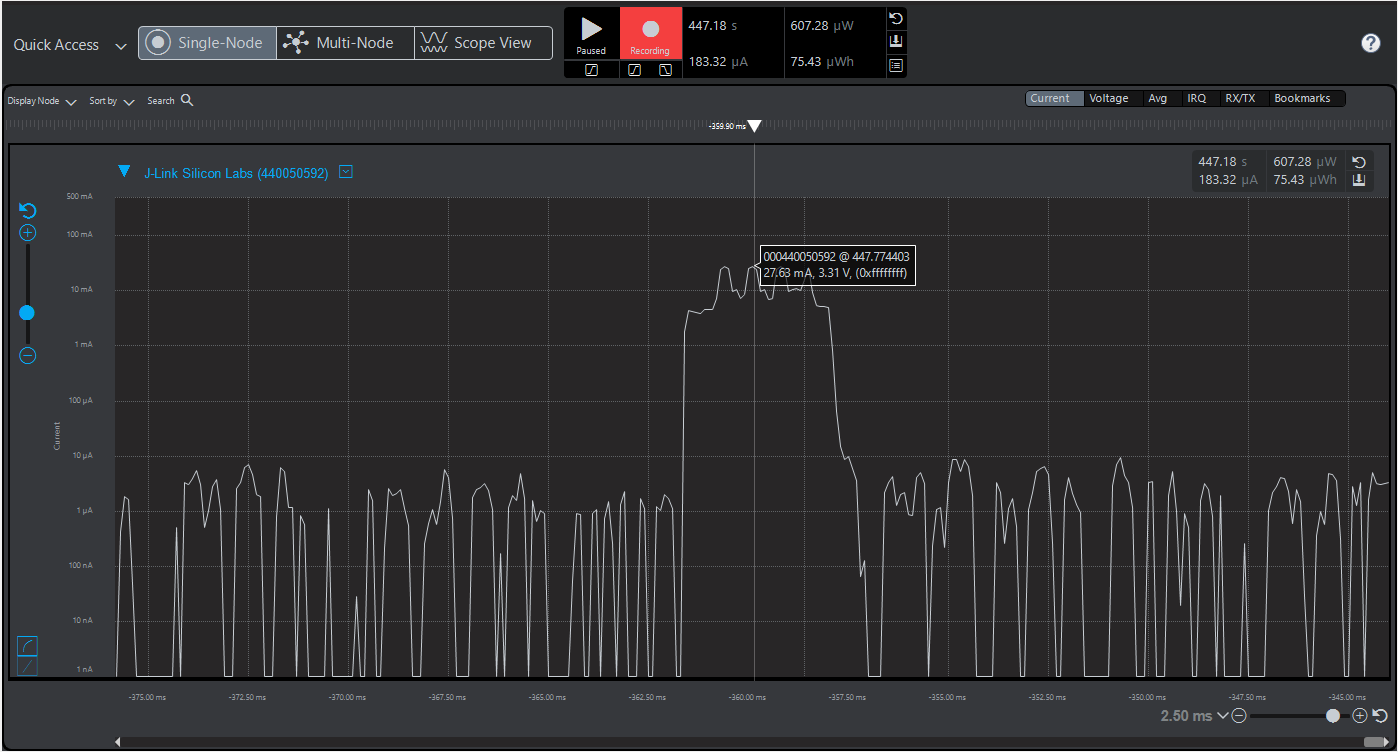 Quick Access
Single-Node
Multi-Node
Scope View
Paused
Recording
447.18 s
607.28 µW
183.32 µA
75.43 µWh
?
Display Node
Sort by
Search
Current
Voltage
Avg
IRQ
RX/TX
Bookmarks
-359.90 ms
J-Link Silicon Labs (440050592)
447.18 s
607.28 µW
183.32 µA
75.43 µWh
500 mA
100 mA
10 mA
1 mA
100 µA
10 µA
1 µA
100 nA
10 nA
1 nA
Current
000440050592 @ 447.774403
27.63 mA, 3.31 V, (0xffffffff)
-375.00 ms
-372.50 ms
-370.00 ms
-367.50 ms
-365.00 ms
-362.50 ms
-360.00 ms
-357.50 ms
-355.00 ms
-352.50 ms
-350.00 ms
-347.50 ms
-345.00 ms
2.50 ms